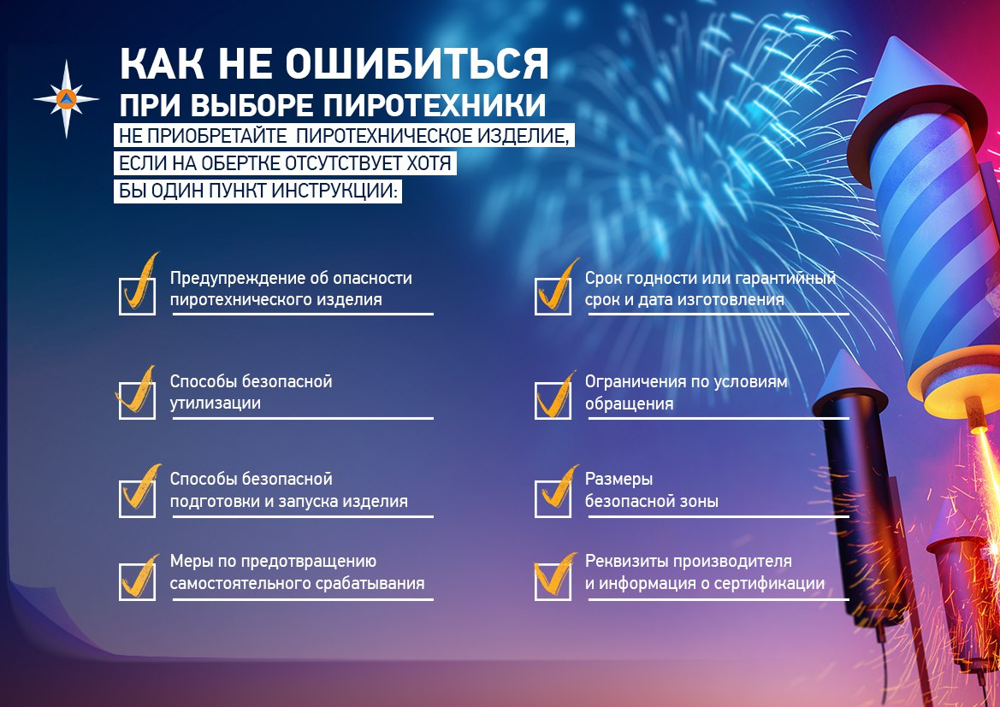 КАК НЕ ОШИБИТЬСЯ
ПРИ ВЫБОРЕ ПИРОТЕХНИКИ
НЕ ПРИОБРЕТАЙТЕ ПИРОТЕХНИЧЕСКОЕ ИЗДЕЛИЕ,
ЕСЛИ НА ОБЕРТКЕ ОТСУТСТВУЕТ ХОТЯ
БЫ ОДИН ПУНКТ ИНСТРУКЦИИ:
Предупреждение об опасности
пиротехнического изделия
Способы безопасной
утилизации
Способы безопасной
подготовки и запуска изделия
Меры по предотвращению
самостоятельного срабатывания
Срок годности или гарантийный
срок и дата изготовления
Ограничения по условиям
обращения
Размеры
безопасной зоны
Реквизиты производителя
и информация о сертификации